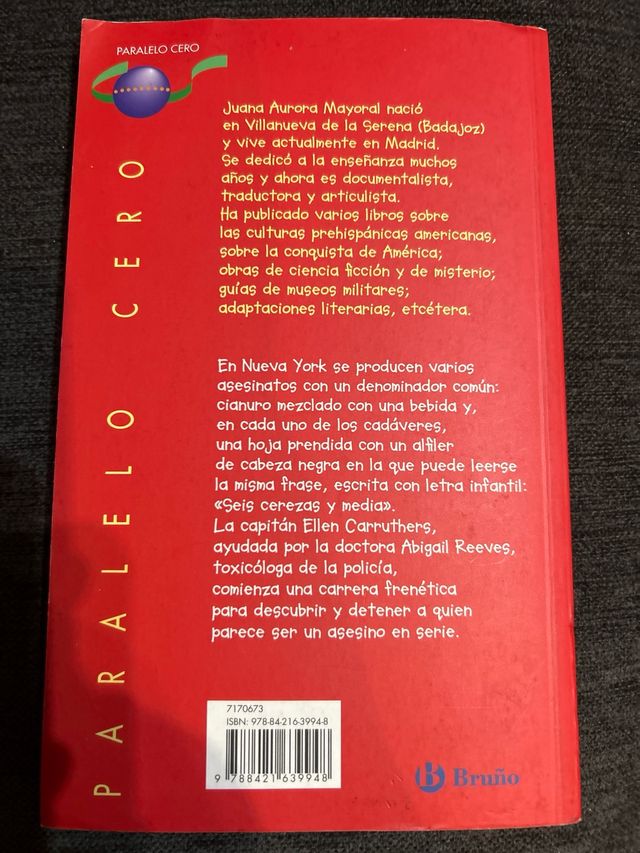 PARALELO CERO
PARALELO CERO
Juana Aurora Mayoral nació
en Villanueva de la Serena (Badajoz)
y vive actualmente en Madrid.
Se dedicó a la enseñanza muchos
años y ahora es documentalista,
traductora y articulista.
Ha publicado varios libros sobre
las culturas prehispánicas americanas,
sobre la conquista de América;
obras de ciencia ficción y de misterio;
guías de museos militares;
adaptaciones literarias, etcétera.
En Nueva York se producen varios
asesinatos con un denominador común:
cianuro mezclado con una bebida y,
en cada uno de los cadáveres,
una hoja prendida con un alfiler
de cabeza negra en la que puede leerse
la misma frase, escrita con letra infantil:
«Seis cerezas y media».
La capitán Ellen Carruthers,
ayudada por la doctora Abigail Reeves,
toxicóloga de la policía,
comienza una carrera frenética
para descubrir y detener a quien
parece ser un asesino en serie.
7170673
ISBN: 978-84-216-3994-8
9 788421 639948
Bruño